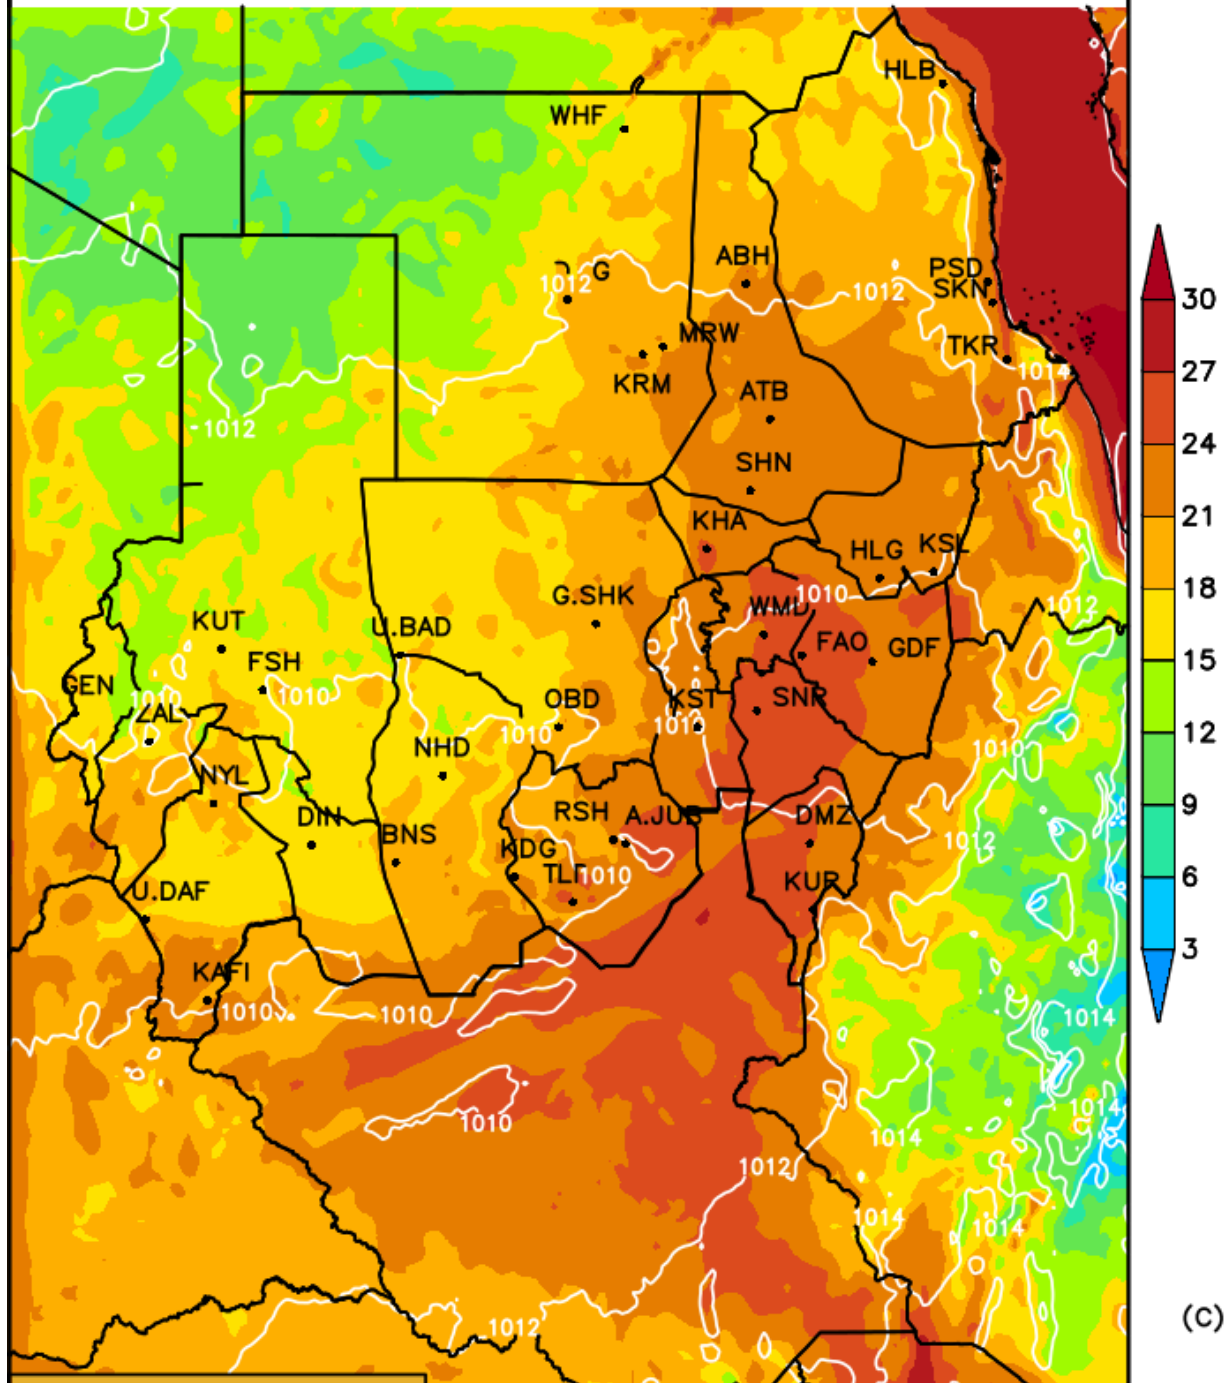 HLB
WHF
ABH
PSD
G
1012
1012
SKN
MRW
TKR
1014
KRM
ATB
1012
SHN
KHA
HLG
KSL
G.SHK
1010
1012
WMD
KUT
U.BAD
FAO
GDF
FSH
GEN
1010
1010
OBD
KST
SNR
ZAL
1010
1010
NHD
1010
NYL
RSH
A.JUB
DMZ
DIN
BNS
KDG
1012
1010
KUR
U.DAF
KAFI
1010
1010
1014
1014
1010
1014
1012
1014
1014
1012
30
27
24
21
18
15
12
9
6
3
(C)